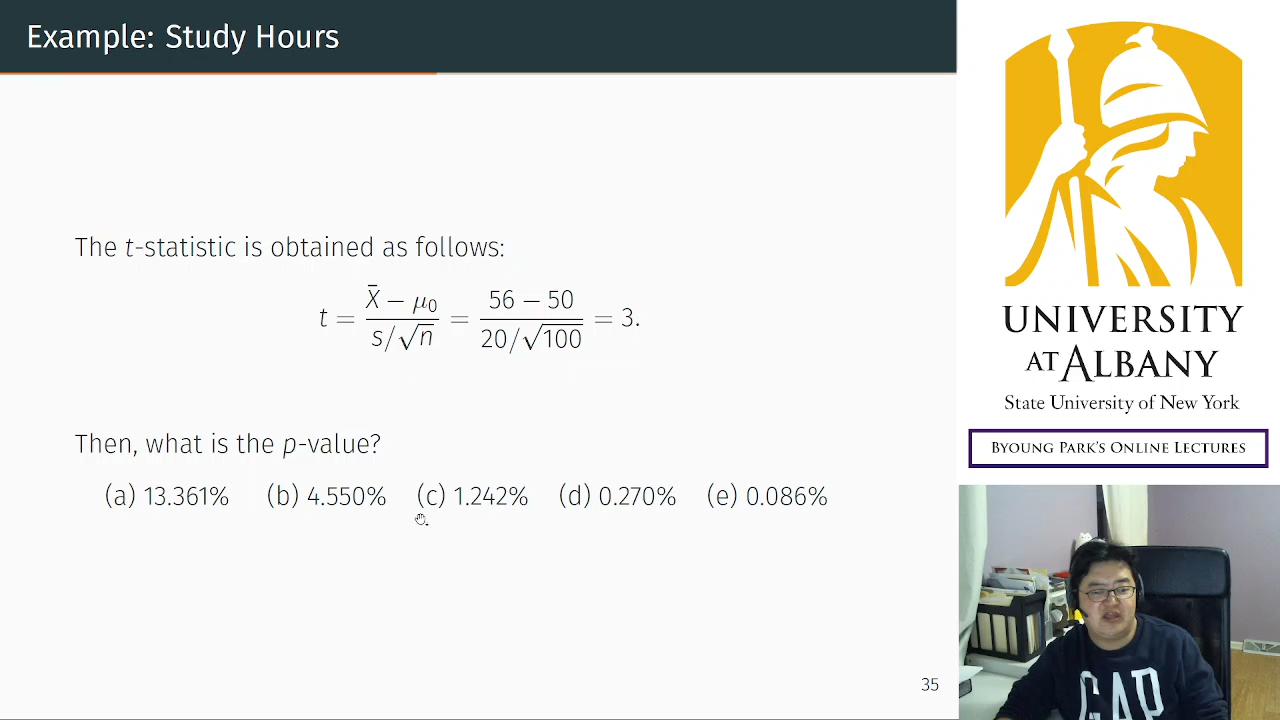 Example: Study Hours
The t-statistic is obtained as follows:
t = (X̄ − μ₀)/(s/√n) = (56 − 50)/(20/√100) = 3.
Then, what is the p-value?
(a) 13.361% (b) 4.550% (c) 1.242% (d) 0.270% (e) 0.086%
35
UNIVERSITY
AT ALBANY
State University of New York
BYOUNG PARK'S ONLINE LECTURES
GAP